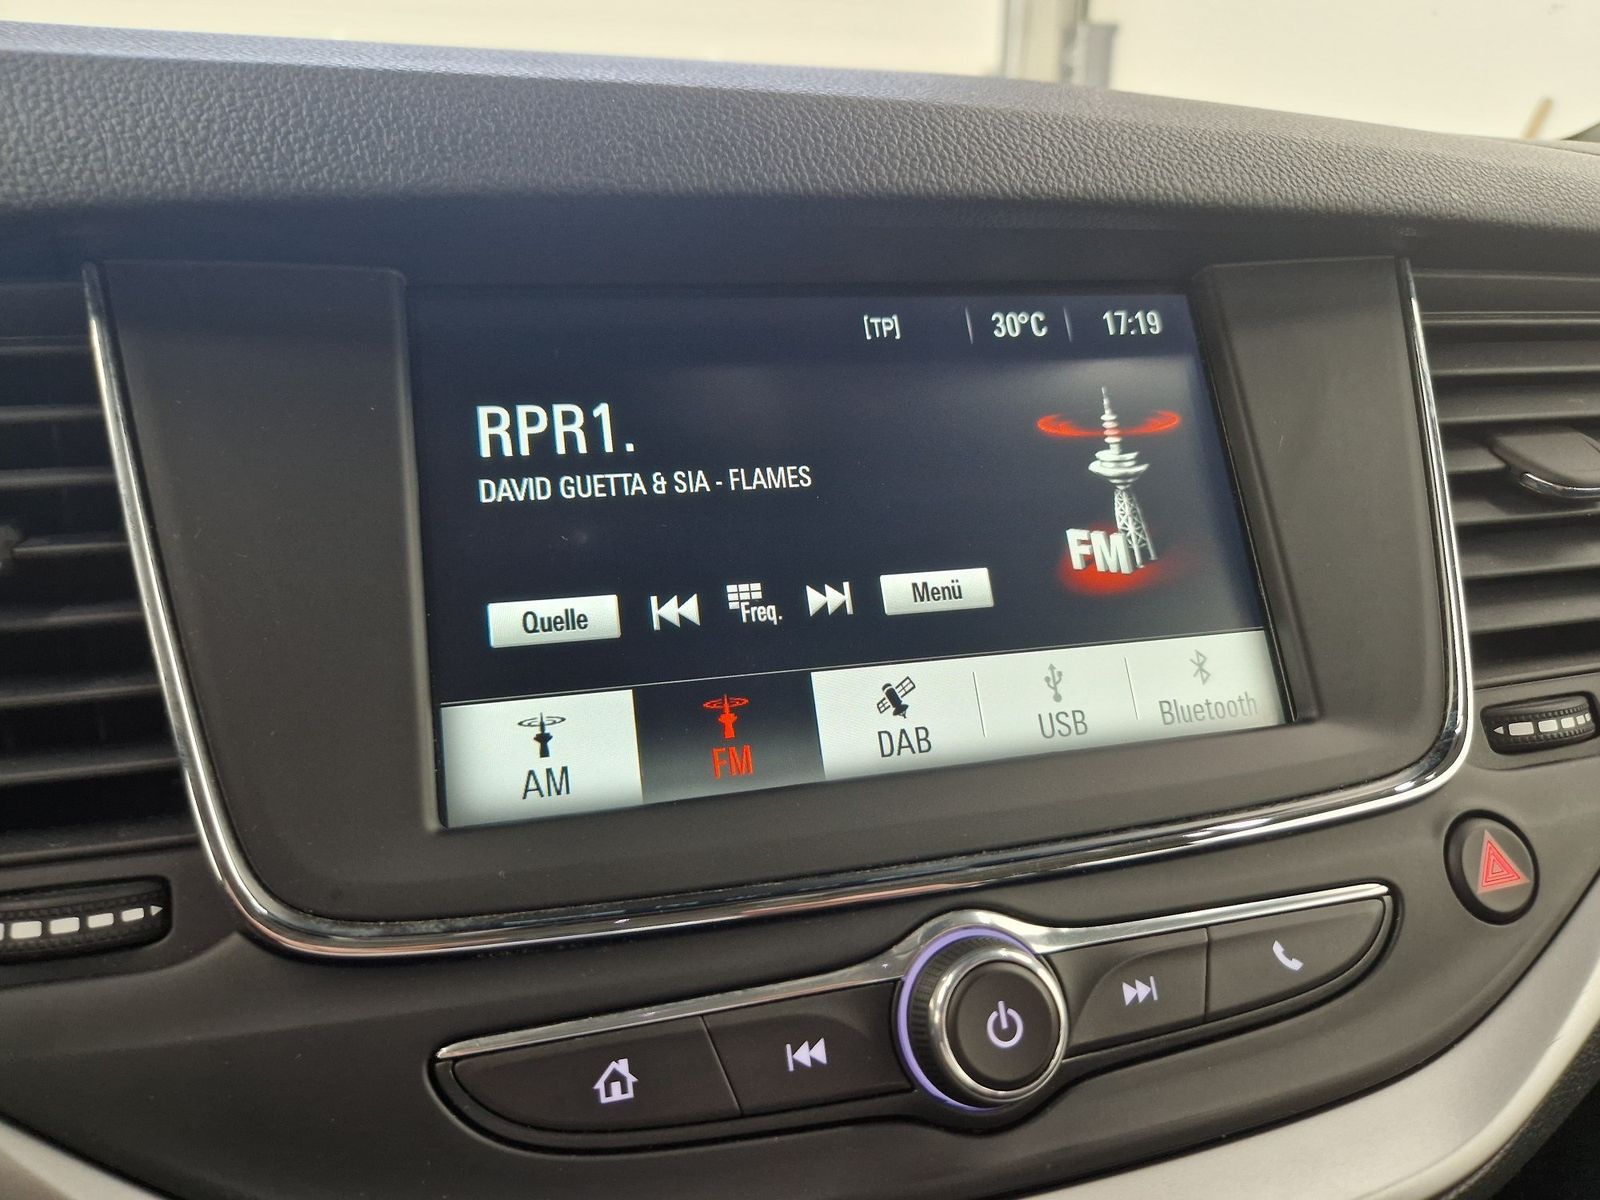 [TP] 30°C 17:19
RPR1.
DAVID GUETTA & SIA - FLAMES
FM
Quelle Freq. Menü
AM FM DAB USB Bluetooth